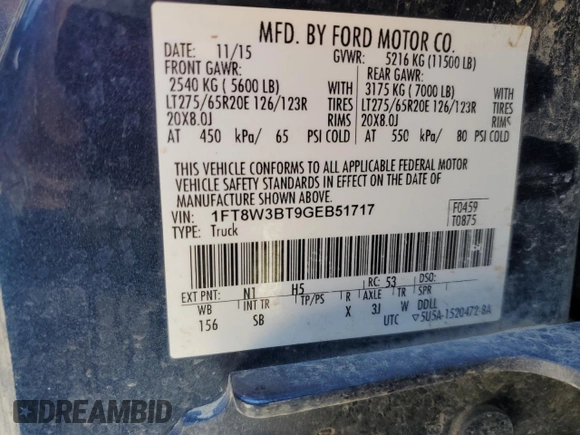 MFD. BY FORD MOTOR CO.
DATE: 11/15 GVWR: 5216 KG (11500 LB)
FRONT GAWR: REAR GAWR:
2540 KG ( 5600 LB) WITH 3175 KG ( 7000 LB) WITH
LT275/65R20E 126/123R TIRES LT275/65R20E 126/123R TIRES
20X8.0J RIMS 20X8.0J RIMS
AT 450 kPa/ 65 PSI COLD AT 550 kPa/ 80 PSI COLD
THIS VEHICLE CONFORMS TO ALL APPLICABLE FEDERAL MOTOR
VEHICLE SAFETY STANDARDS IN EFFECT ON THE DATE OF
MANUFACTURE SHOWN ABOVE.
VIN: 1FT8W3BT9GEB51717 F0459
TYPE: Truck T0875
EXT PNT: N1 H5 RC: 53 DSO:
WB INT TR TP/PS R AXLE TR SPR
156 SB X 3J W DDLL
UTC ▽5U5A-1520472-BA
DREAMBID